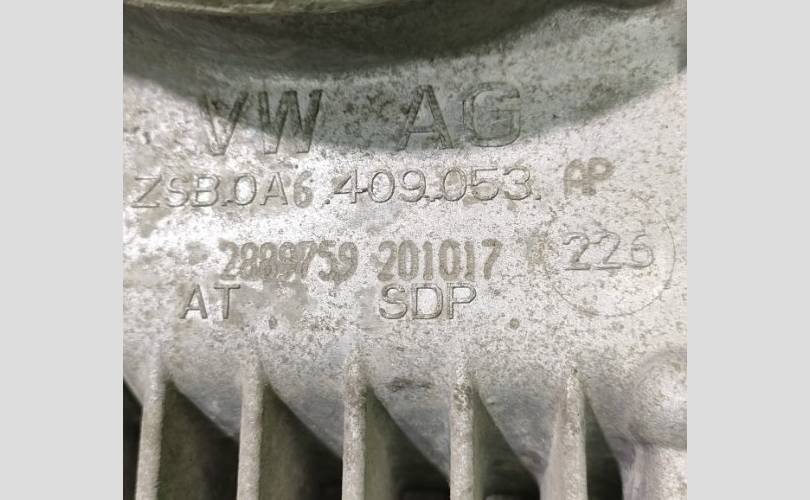 VW AG
ZSB.0A6.409.053. AP
2889759 201017 226
AT SDP